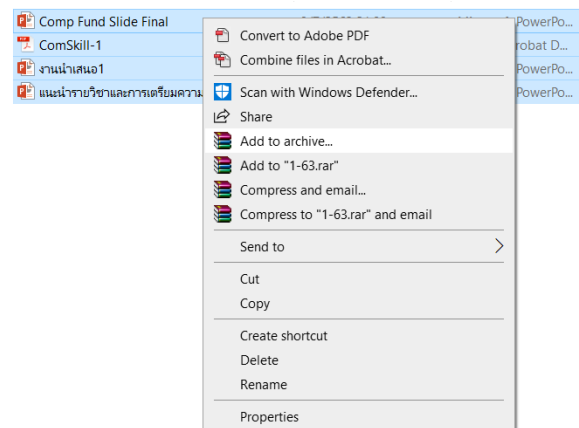 Comp Fund Slide Final
PowerPo...
ComSkill-1
robat D...
งานนำเสนอ1
PowerPo...
แนะนำรายวิชาและการเตรียมความ
PowerPo...
Convert to Adobe PDF
Combine files in Acrobat...
Scan with Windows Defender...
Share
Add to archive...
Add to "1-63.rar"
Compress and email...
Compress to "1-63.rar" and email
Send to
Cut
Copy
Create shortcut
Delete
Rename
Properties